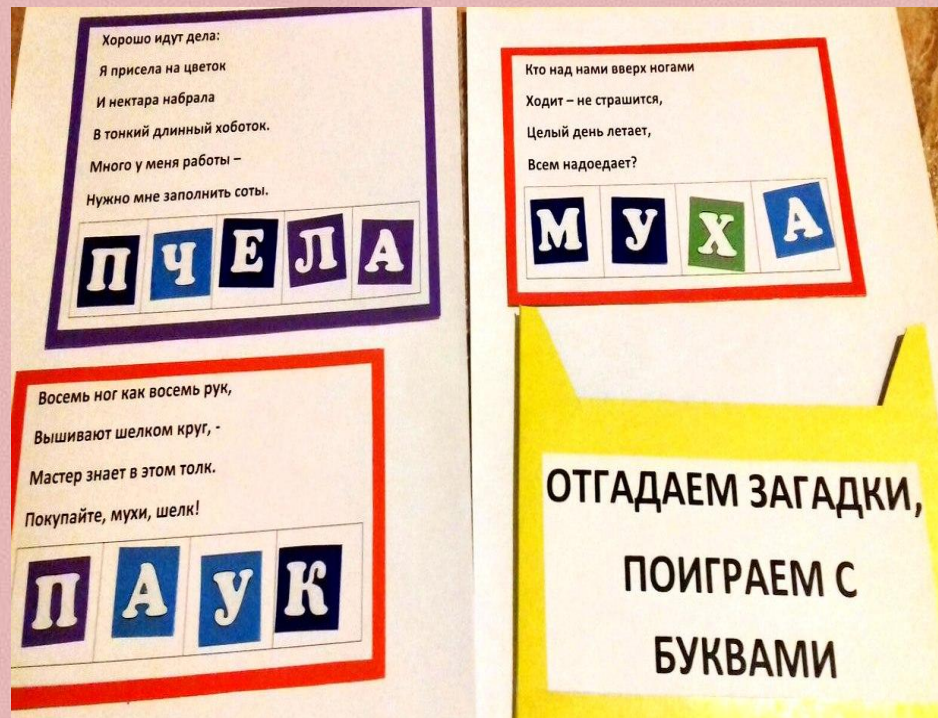 Хорошо идут дела:
Я присела на цветок
И нектара набрала
В тонкий длинный хоботок.
Много у меня работы –
Нужно мне заполнить соты.
ПЧЕЛА
Восемь ног как восемь рук,
Вышивают шелком круг, -
Мастер знает в этом толк.
Покупайте, мухи, шелк!
ПАУК
Кто над нами вверх ногами
Ходит – не страшится,
Целый день летает,
Всем надоедает?
МУХА
ОТГАДАЕМ ЗАГАДКИ,
ПОИГРАЕМ С
БУКВАМИ